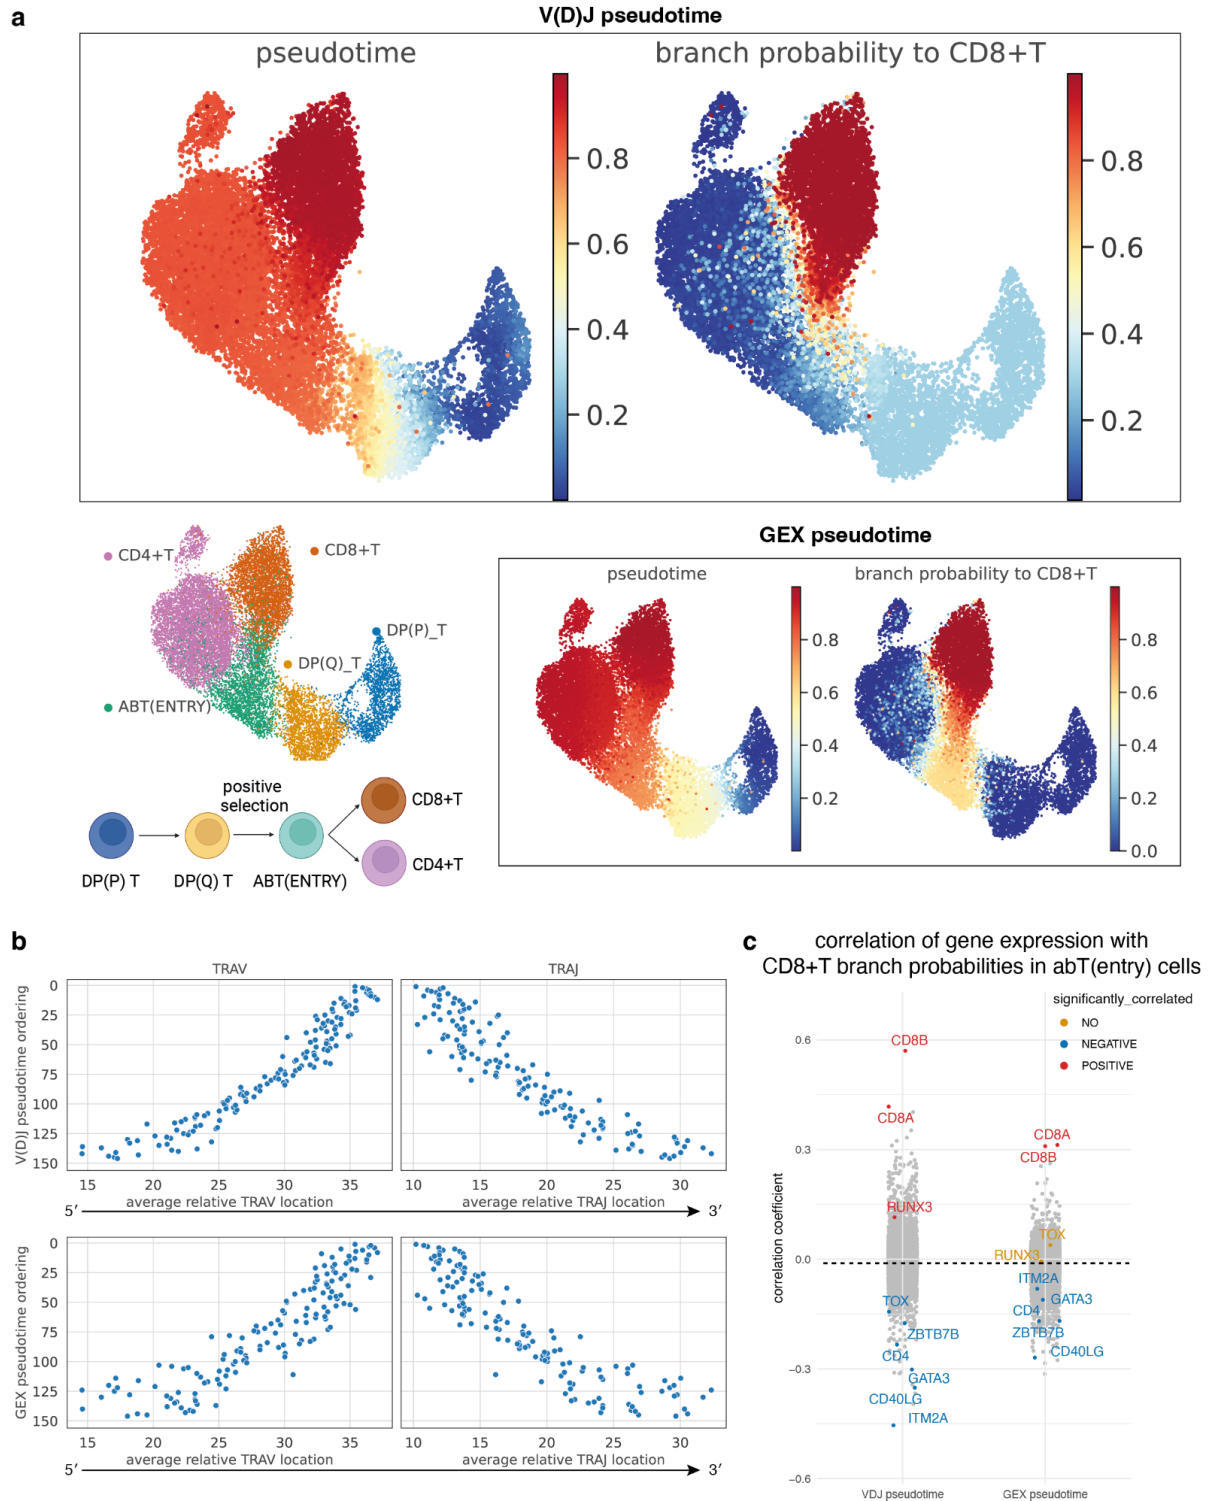 a
V(D)J pseudotime
pseudotime
branch probability to CD8+T
0.8
0.6
0.4
0.2
0.8
0.6
0.4
0.2
CD4+T
CD8+T
DP(P)_T
DP(Q)_T
ABT(ENTRY)
positive
selection
CD8+T
CD4+T
DP(P) T
DP(Q) T
ABT(ENTRY)
GEX pseudotime
pseudotime
branch probability to CD8+T
0.8
0.6
0.4
0.2
0.8
0.6
0.4
0.2
0.0
b
TRAV
TRAJ
V(D)J pseudotime ordering
0
25
50
75
100
125
150
15 20 25 30 35
10 15 20 25 30
average relative TRAV location
average relative TRAJ location
5′
3′
GEX pseudotime ordering
0
25
50
75
100
125
150
15 20 25 30 35
10 15 20 25 30
average relative TRAV location
average relative TRAJ location
5′
3′
c
correlation of gene expression with
CD8+T branch probabilities in abT(entry) cells
significantly_correlated
NO
NEGATIVE
POSITIVE
correlation coefficient
0.6
0.3
0.0
−0.3
−0.6
CD8B
CD8A
RUNX3
TOX
ZBTB7B
CD4
GATA3
CD40LG
ITM2A
CD8A
CD8B
TOX
RUNX3
ITM2A
GATA3
CD4
ZBTB7B
CD40LG
VDJ pseudotime
GEX pseudotime